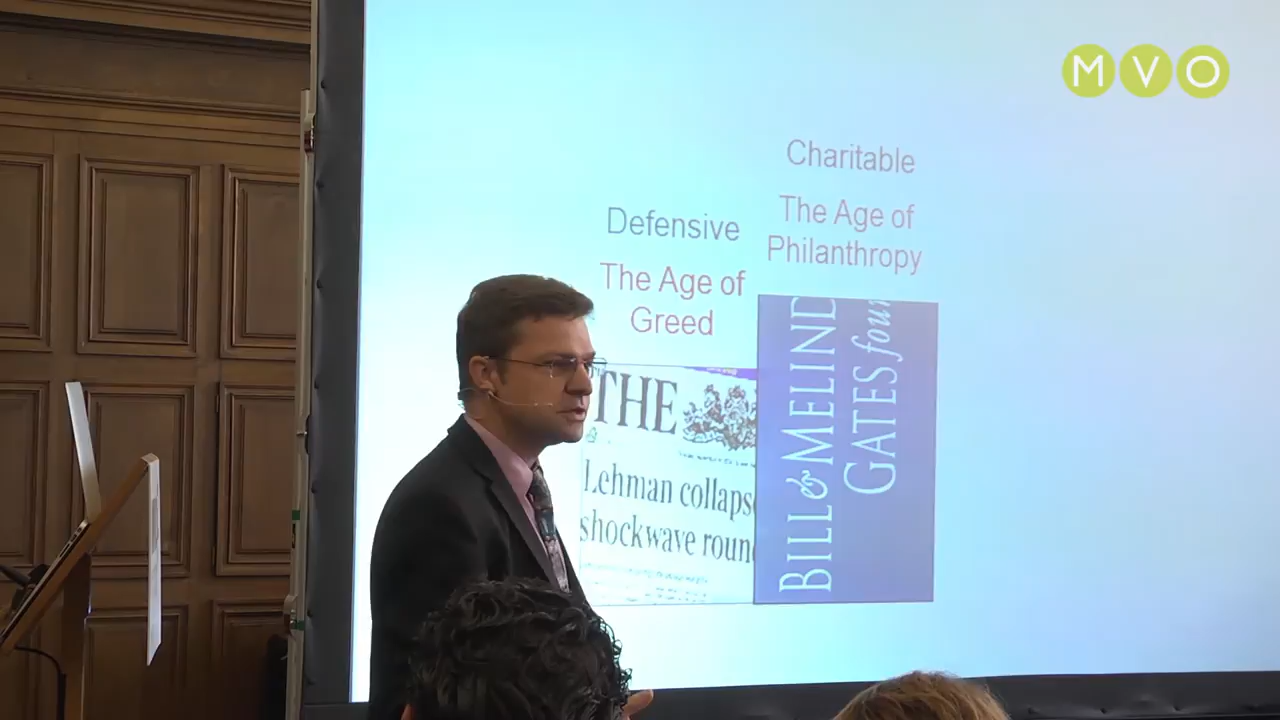 MVO
Charitable
The Age of
Philanthropy
Defensive
The Age of
Greed
THE
Lehman collaps
shockwave roun
BILL & MELIND
GATES foun